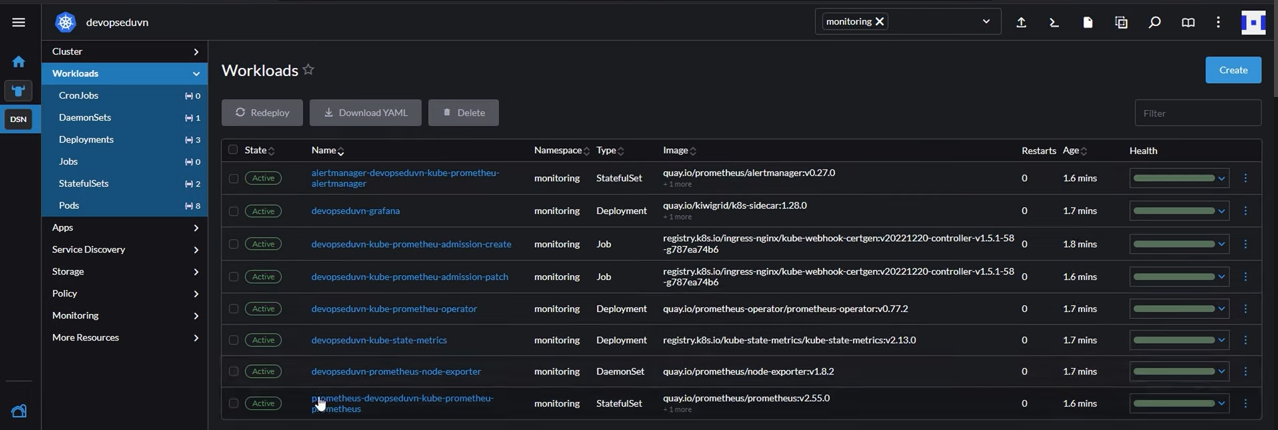 devopseduvn
monitoring
DSN
Cluster
Workloads
CronJobs 0
DaemonSets 1
Deployments 3
Jobs 0
StatefulSets 2
Pods 8
Apps
Service Discovery
Storage
Policy
Monitoring
More Resources
Workloads
Create
Redeploy Download YAML Delete Filter
State Name Namespace Type Image Restarts Age Health
Active alertmanager-devopseduvn-kube-prometheu-alertmanager monitoring StatefulSet quay.io/prometheus/alertmanager:v0.27.0 0 1.6 mins
+ 1 more
Active devopseduvn-grafana monitoring Deployment quay.io/kiwigrid/k8s-sidecar:1.28.0 0 1.7 mins
+ 1 more
Active devopseduvn-kube-prometheu-admission-create monitoring Job registry.k8s.io/ingress-nginx/kube-webhook-certgen:v20221220-controller-v1.5.1-58-g787ea74b6 0 1.8 mins
Active devopseduvn-kube-prometheu-admission-patch monitoring Job registry.k8s.io/ingress-nginx/kube-webhook-certgen:v20221220-controller-v1.5.1-58-g787ea74b6 0 1.6 mins
Active devopseduvn-kube-prometheu-operator monitoring Deployment quay.io/prometheus-operator/prometheus-operator:v0.77.2 0 1.7 mins
Active devopseduvn-kube-state-metrics monitoring Deployment registry.k8s.io/kube-state-metrics/kube-state-metrics:v2.13.0 0 1.7 mins
Active devopseduvn-prometheus-node-exporter monitoring DaemonSet quay.io/prometheus/node-exporter:v1.8.2 0 1.7 mins
Active prometheus-devopseduvn-kube-prometheu-prometheus monitoring StatefulSet quay.io/prometheus/prometheus:v2.55.0 0 1.6 mins
+ 1 more